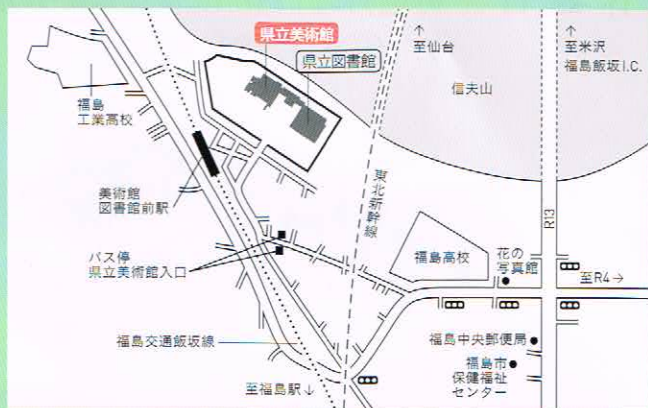 県立美術館
県立図書館
↑
至仙台
↑
至米沢
福島飯坂I.C.
信夫山
福島
工業高校
美術館
図書館前駅
東北新幹線
R13
バス停
県立美術館入口
福島高校
花の
写真館
至R4→
福島交通飯坂線
福島中央郵便局
福島市
保健福祉
センター
至福島駅↓